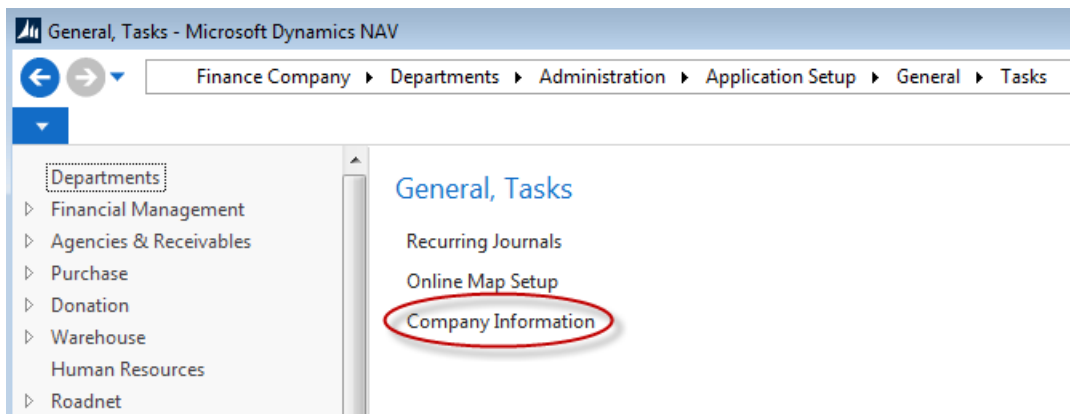 General, Tasks - Microsoft Dynamics NAV
Finance Company Departments Administration Application Setup General Tasks
Departments
Financial Management
Agencies & Receivables
Purchase
Donation
Warehouse
Human Resources
Roadnet
General, Tasks
Recurring Journals
Online Map Setup
Company Information